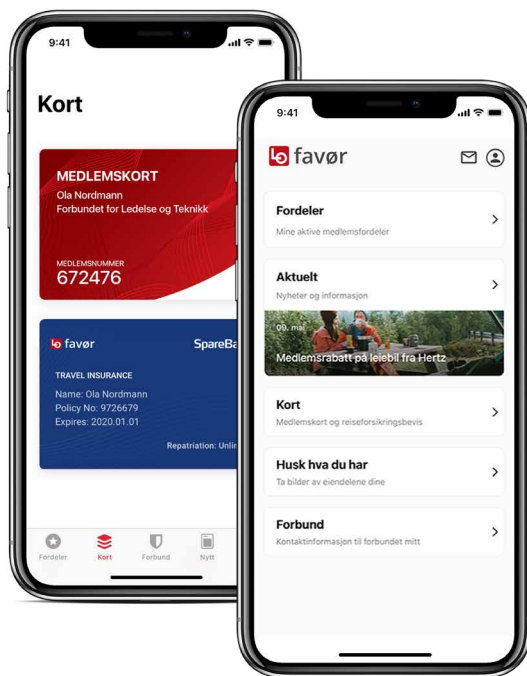 9:41
Kort
MEDLEMSKORT
Ola Nordmann
Forbundet for Ledelse og Teknikk
MEDLEMSNUMMER
672476
LO favør
TRAVEL INSURANCE
Name: Ola Nordmann
Policy No: 9726679
Expires: 2020.01.01
Repatriation:
Fordeler
Kort
Forbund
Nytt
9:41
LO favør
Fordeler
Mine aktive medlemsfordeler
Aktuelt
Nyheter og informasjon
09. mai
Medlemsrabatt på leiebil fra Hertz
Kort
Medlemskort og reiseforsikringsbevis
Husk hva du har
Ta bilder av eiendelene dine
Forbund
Kontaktinformasjon til forbundet mitt